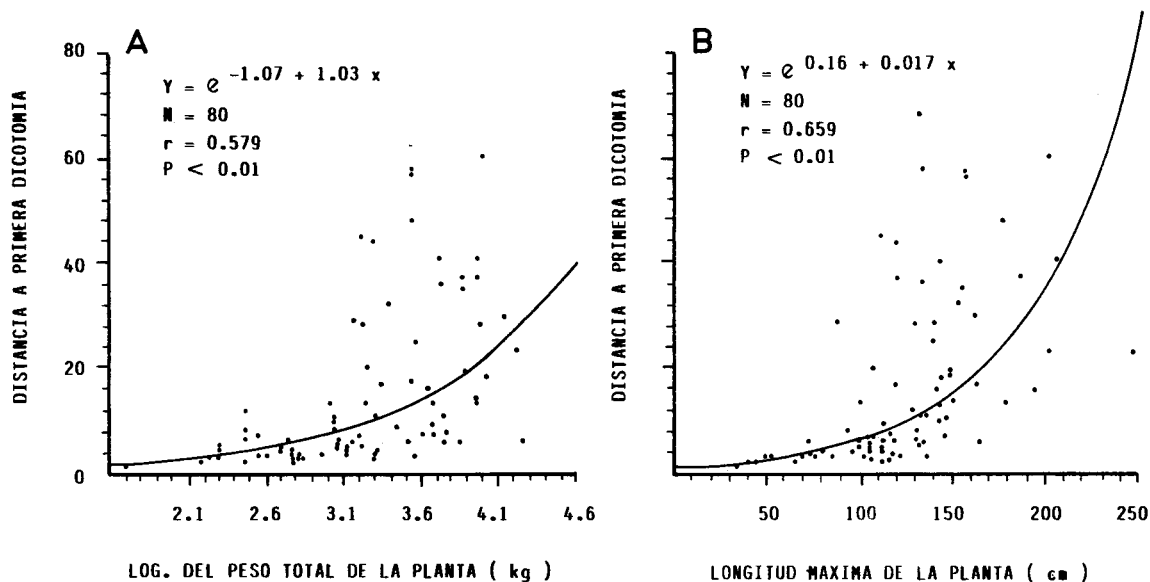 A
DISTANCIA A PRIMERA DICOTOMIA
80
60
40
20
0
Y = e -1.07 + 1.03 x
N = 80
r = 0.579
P < 0.01
2.1 2.6 3.1 3.6 4.1 4.6
LOG. DEL PESO TOTAL DE LA PLANTA ( kg )
B
DISTANCIA A PRIMERA DICOTOMIA
Y = e 0.16 + 0.017 x
N = 80
r = 0.659
P < 0.01
50 100 150 200 250
LONGITUD MAXIMA DE LA PLANTA ( cm )